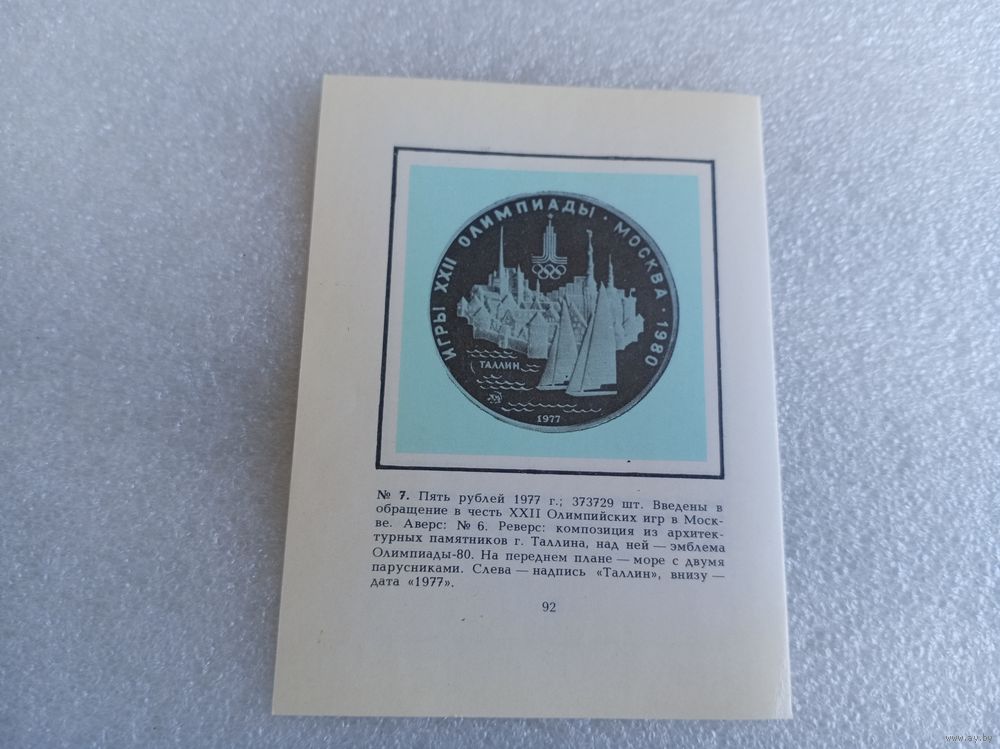 ИГРЫ XXII ОЛИМПИАДЫ · МОСКВА · 1980
ТАЛЛИН
1977
№ 7. Пять рублей 1977 г.; 373729 шт. Введены в
обращение в честь XXII Олимпийских игр в Моск-
ве. Аверс: № 6. Реверс: композиция из архитек-
турных памятников г. Таллина, над ней — эмблема
Олимпиады-80. На переднем плане — море с двумя
парусниками. Слева — надпись «Таллин», внизу —
дата «1977».
92
www.ay.by